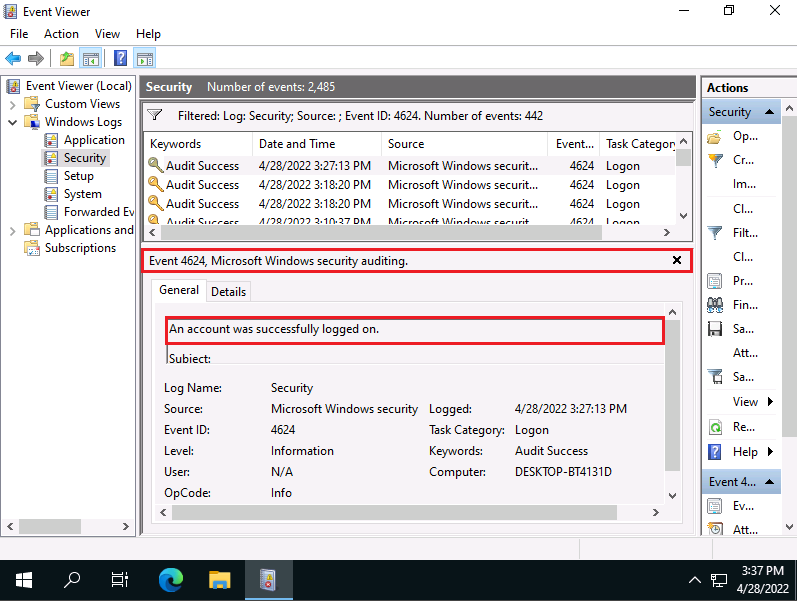 Event Viewer
File Action View Help
Event Viewer (Local)
Custom Views
Windows Logs
Application
Security
Setup
System
Forwarded Ev
Applications and
Subscriptions
Security Number of events: 2,485
Filtered: Log: Security; Source: ; Event ID: 4624. Number of events: 442
Keywords Date and Time Source Event... Task Categor
Audit Success 4/28/2022 3:27:13 PM Microsoft Windows securit... 4624 Logon
Audit Success 4/28/2022 3:18:20 PM Microsoft Windows securit... 4624 Logon
Audit Success 4/28/2022 3:18:20 PM Microsoft Windows securit... 4624 Logon
Audit Success 4/28/2022 3:10:37 PM Microsoft Windows securit... 4624 Logon
Event 4624, Microsoft Windows security auditing.
General Details
An account was successfully logged on.
Subject:
Log Name: Security
Source: Microsoft Windows security Logged: 4/28/2022 3:27:13 PM
Event ID: 4624 Task Category: Logon
Level: Information Keywords: Audit Success
User: N/A Computer: DESKTOP-BT4131D
OpCode: Info
Actions
Security
Op...
Cr...
Im...
Cl...
Filt...
Cl...
Pr...
Fin...
Sa...
Att...
Sa...
View
Re...
Help
Event 4...
Ev...
Att...
3:37 PM
4/28/2022